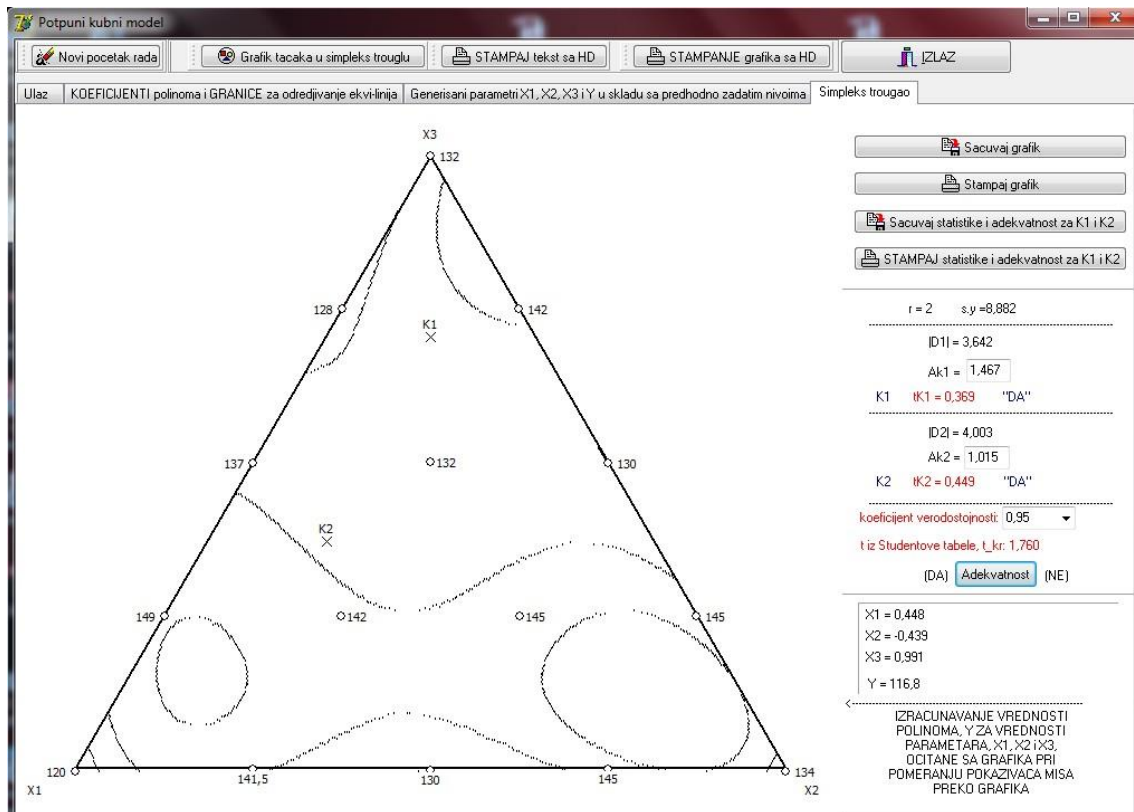 Potpuni kubni model
Novi pocetak rada
Grafik tacaka u simpleks trouglu
STAMPAJ tekst sa HD
STAMPANJE grafika sa HD
IZLAZ
Ulaz
KOEFICIJENTI polinoma i GRANICE za odredjivanje ekvi-linija
Generisani parametri X1, X2, X3 i Y u skladu sa predhodno zadatim nivoima
Simpleks trougao
X3
132
128
142
K1
137
132
130
K2
149
142
145
145
120
141,5
130
145
134
X1
X2
Sacuvaj grafik
Stampaj grafik
Sacuvaj statistike i adekvatnost za K1 i K2
STAMPAJ statistike i adekvatnost za K1 i K2
r = 2 s.y =8,882
|D1| = 3,642
Ak1 = 1,467
K1 tK1 = 0,369 "DA"
|D2| = 4,003
Ak2 = 1,015
K2 tK2 = 0,449 "DA"
koeficijent verodostojnosti: 0,95
t iz Studentove tabele, t_kr: 1,760
(DA) Adekvatnost (NE)
X1 = 0,448
X2 = -0,439
X3 = 0,991
Y = 116,8
IZRACUNAVANJE VREDNOSTI
POLINOMA, Y ZA VREDNOSTI
PARAMETARA, X1, X2 i X3,
OCITANE SA GRAFIKA PRI
POMERANJU POKAZIVACA MISA
PREKO GRAFIKA